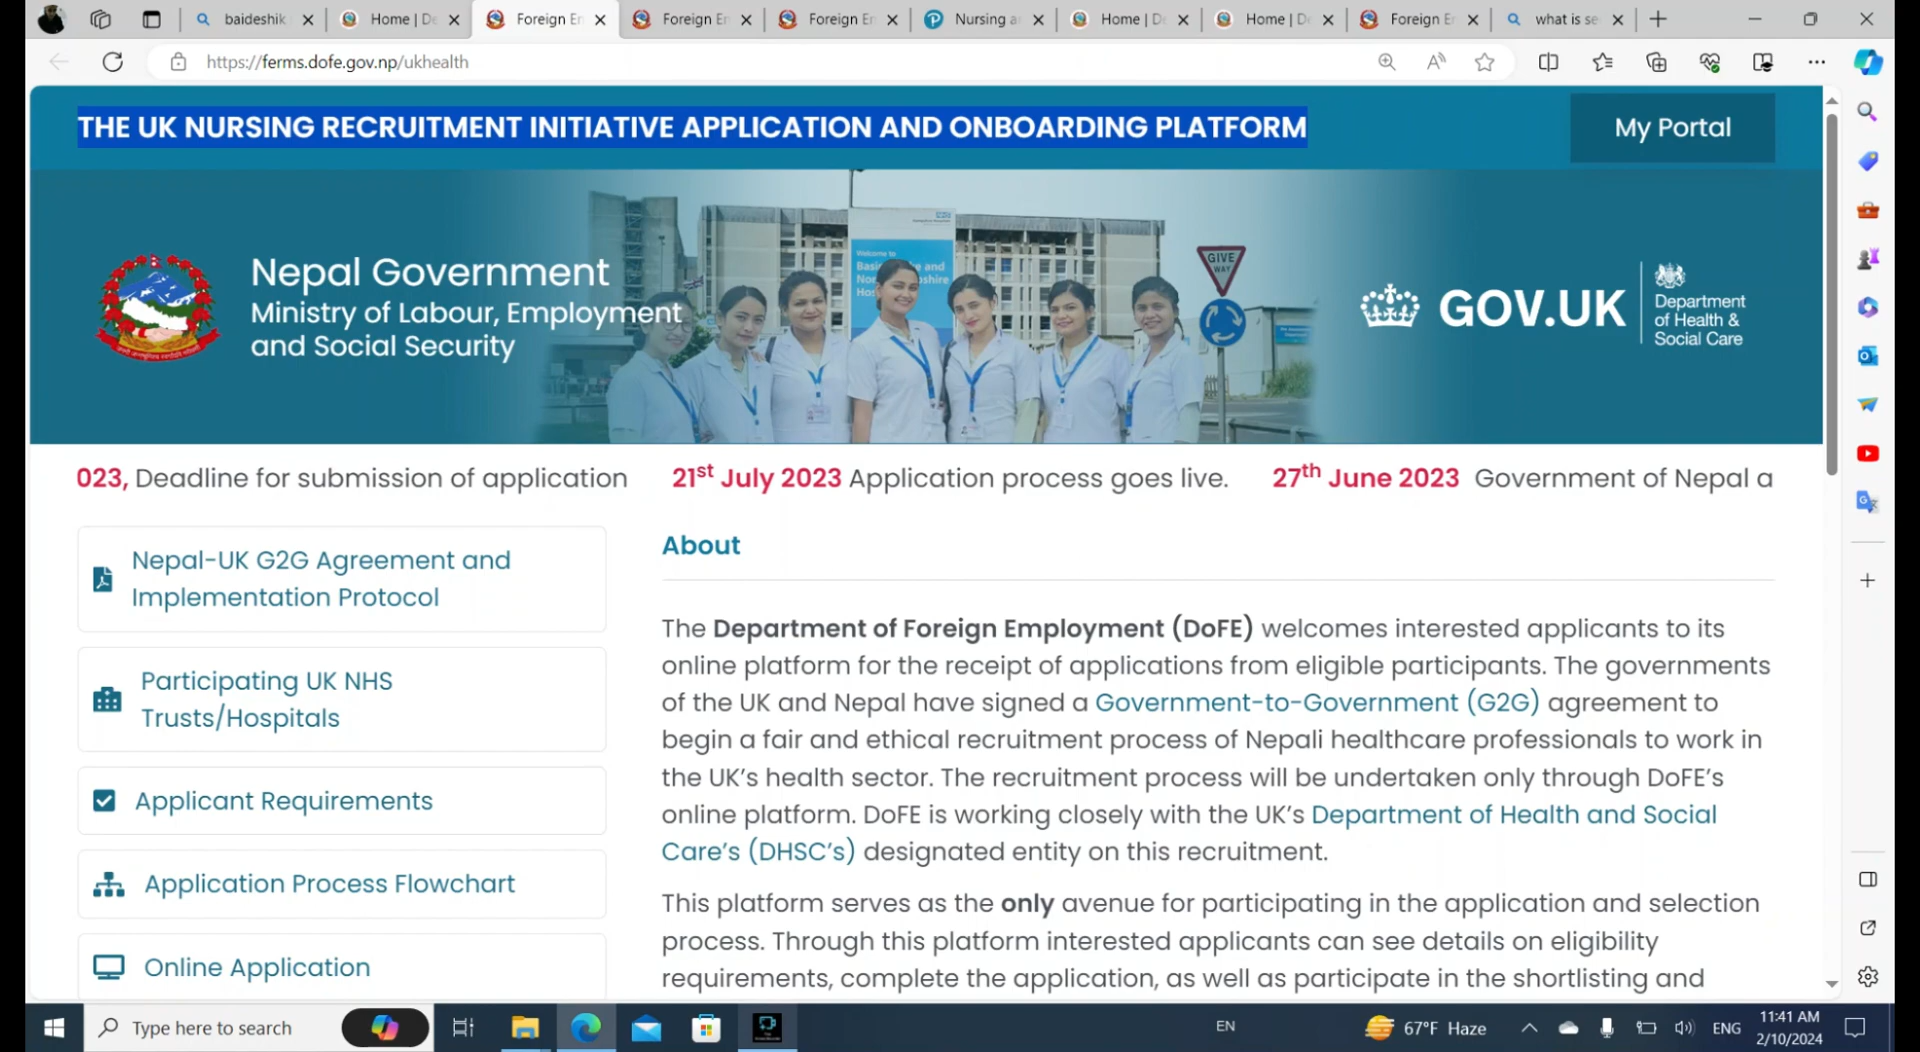 baideshik
Home | De
Foreign En
Foreign En
Foreign En
Nursing a
Home | De
Home | De
Foreign En
what is se
https://ferms.dofe.gov.np/ukhealth
THE UK NURSING RECRUITMENT INITIATIVE APPLICATION AND ONBOARDING PLATFORM
My Portal
Nepal Government
Ministry of Labour, Employment
and Social Security
Welcome to
GIVE
WAY
GOV.UK
Department
of Health &
Social Care
023, Deadline for submission of application 21st July 2023 Application process goes live. 27th June 2023 Government of Nepal a
Nepal-UK G2G Agreement and
Implementation Protocol
Participating UK NHS
Trusts/Hospitals
Applicant Requirements
Application Process Flowchart
Online Application
About
The Department of Foreign Employment (DoFE) welcomes interested applicants to its
online platform for the receipt of applications from eligible participants. The governments
of the UK and Nepal have signed a Government-to-Government (G2G) agreement to
begin a fair and ethical recruitment process of Nepali healthcare professionals to work in
the UK's health sector. The recruitment process will be undertaken only through DoFE's
online platform. DoFE is working closely with the UK's Department of Health and Social
Care's (DHSC's) designated entity on this recruitment.
This platform serves as the only avenue for participating in the application and selection
process. Through this platform interested applicants can see details on eligibility
requirements, complete the application, as well as participate in the shortlisting and
Type here to search
EN
67°F Haze
ENG
11:41 AM
2/10/2024